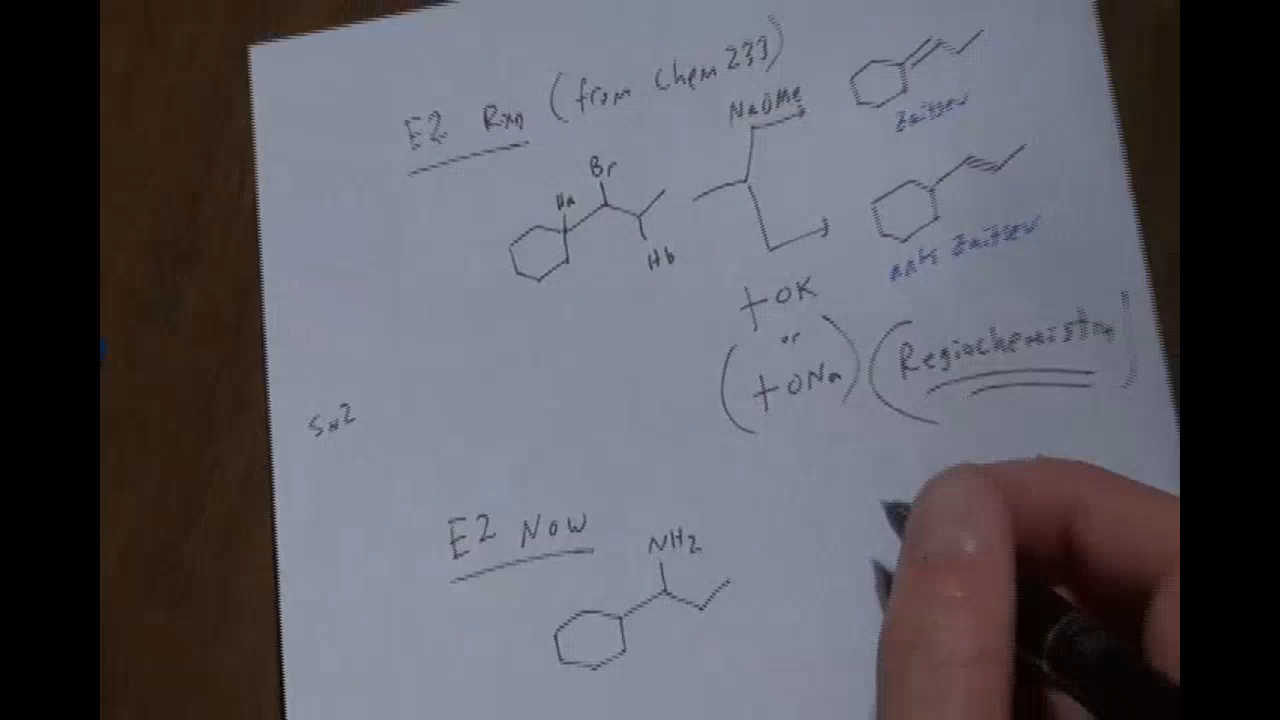 E2 Rxn (from Chem 233)
NaOMe
Zaitsev
Br
Ha
Hb
anti Zaitsev
OK
or
ONa
(Regiochemistry)
SN2
E2 Now
NH2